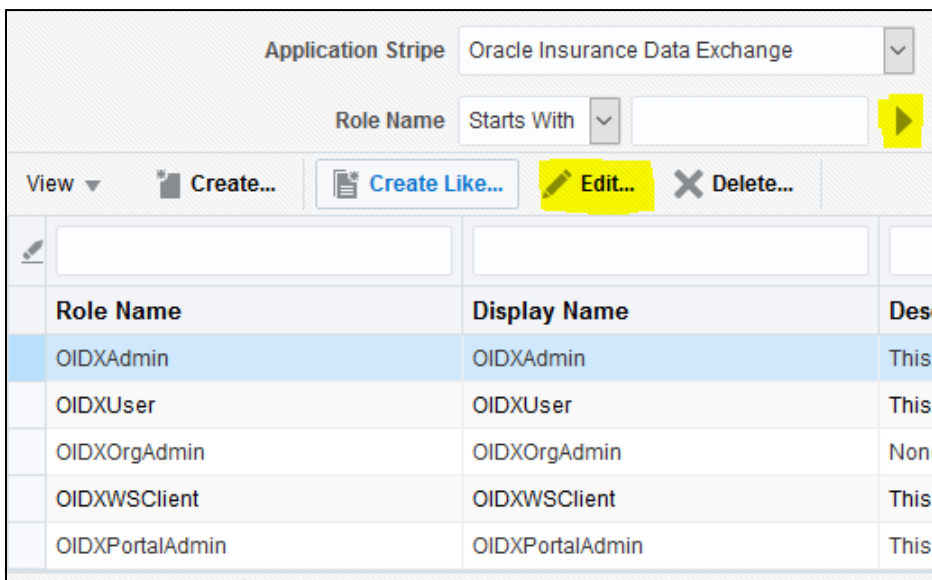 Application Stripe Oracle Insurance Data Exchange
Role Name Starts With
View Create... Create Like... Edit... Delete...
Role Name Display Name Des
OIDXAdmin OIDXAdmin This
OIDXUser OIDXUser This
OIDXOrgAdmin OIDXOrgAdmin Non
OIDXWSClient OIDXWSClient This
OIDXPortalAdmin OIDXPortalAdmin This